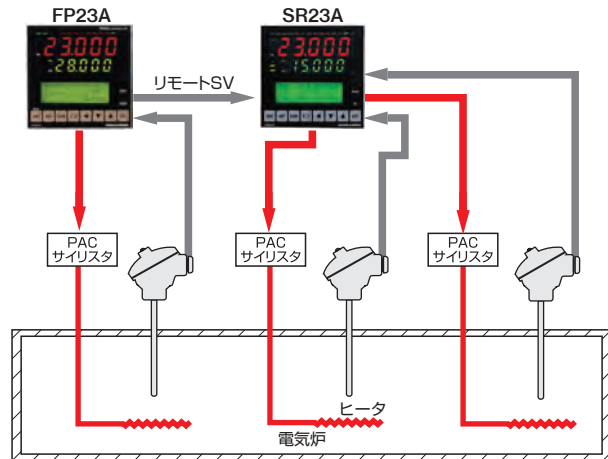 FP23A
SR23A
23.000
28.000
23.000
15.000
リモートSV
PAC
サイリスタ
PAC
サイリスタ
PAC
サイリスタ
ヒータ
電気炉